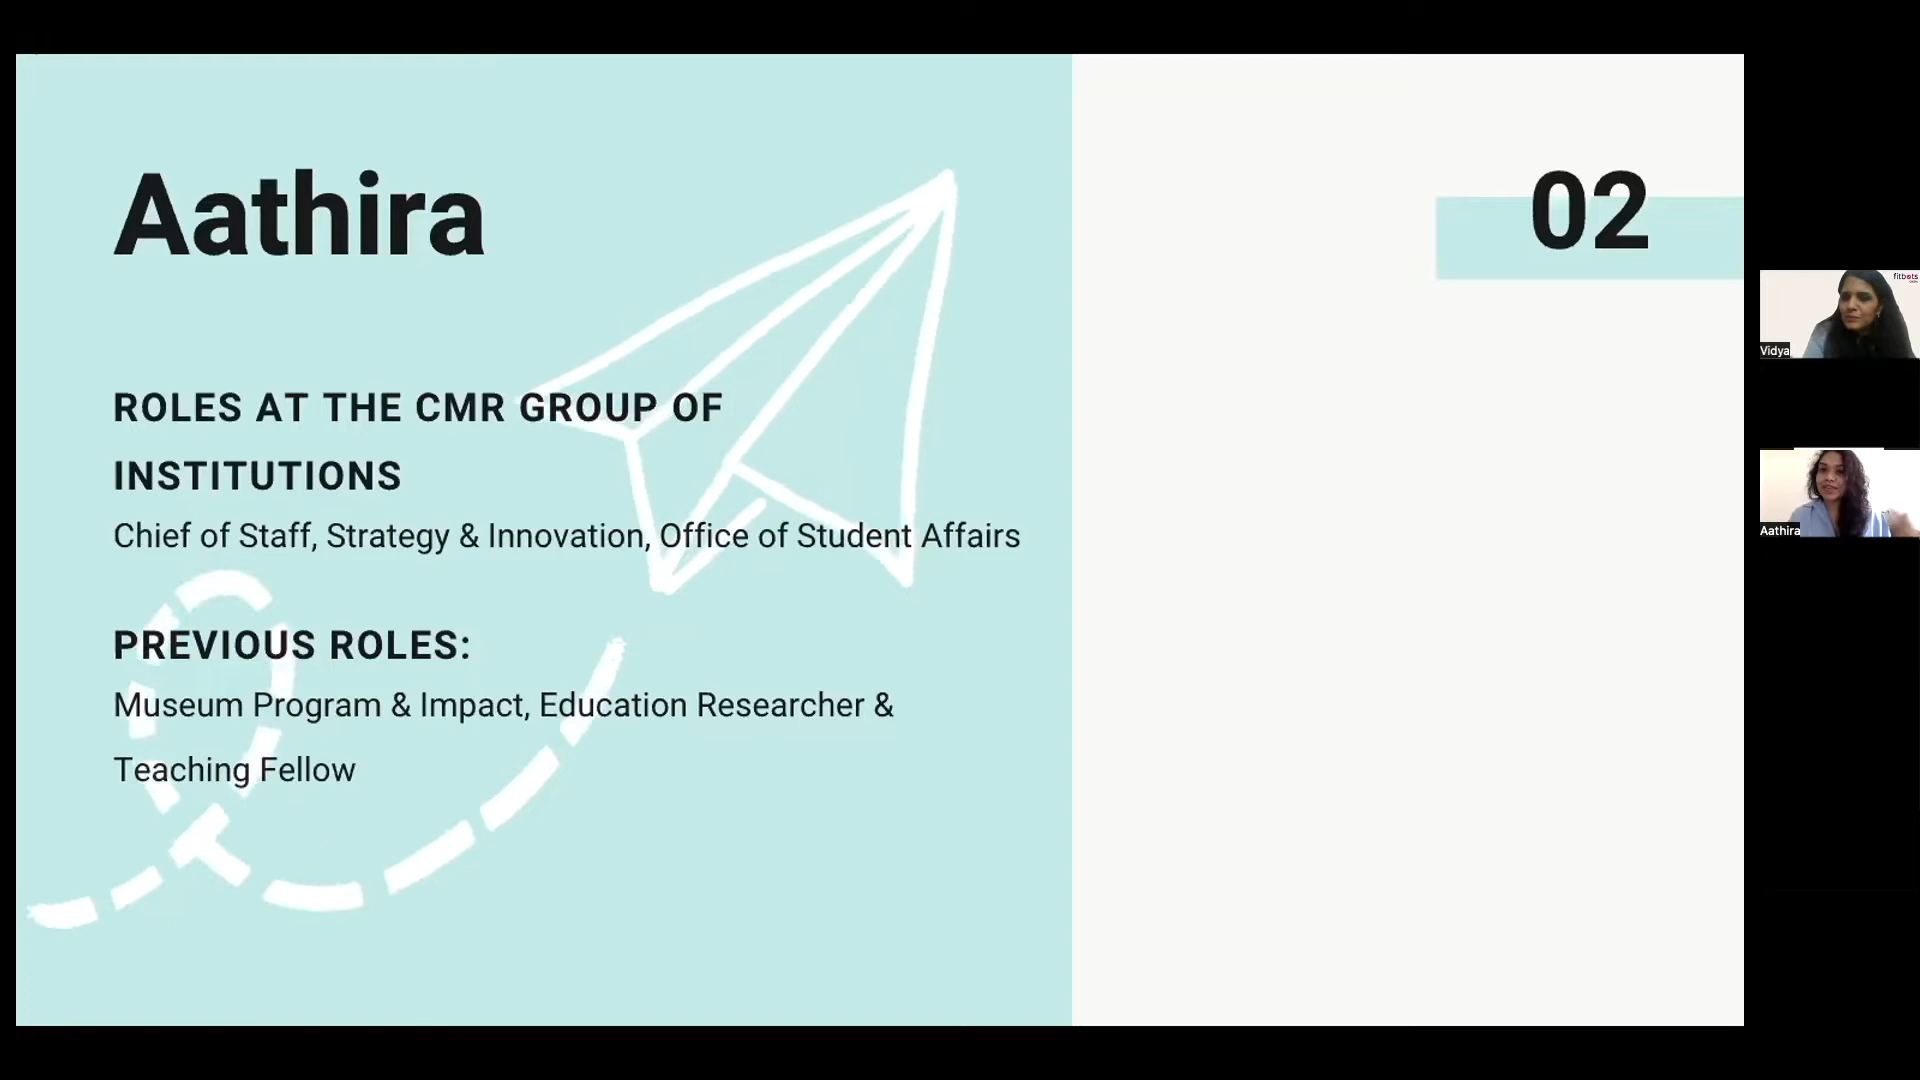 Aathira
02
ROLES AT THE CMR GROUP OF
INSTITUTIONS
Chief of Staff, Strategy & Innovation, Office of Student Affairs
PREVIOUS ROLES:
Museum Program & Impact, Education Researcher &
Teaching Fellow
fitbots
Vidya
Aathira